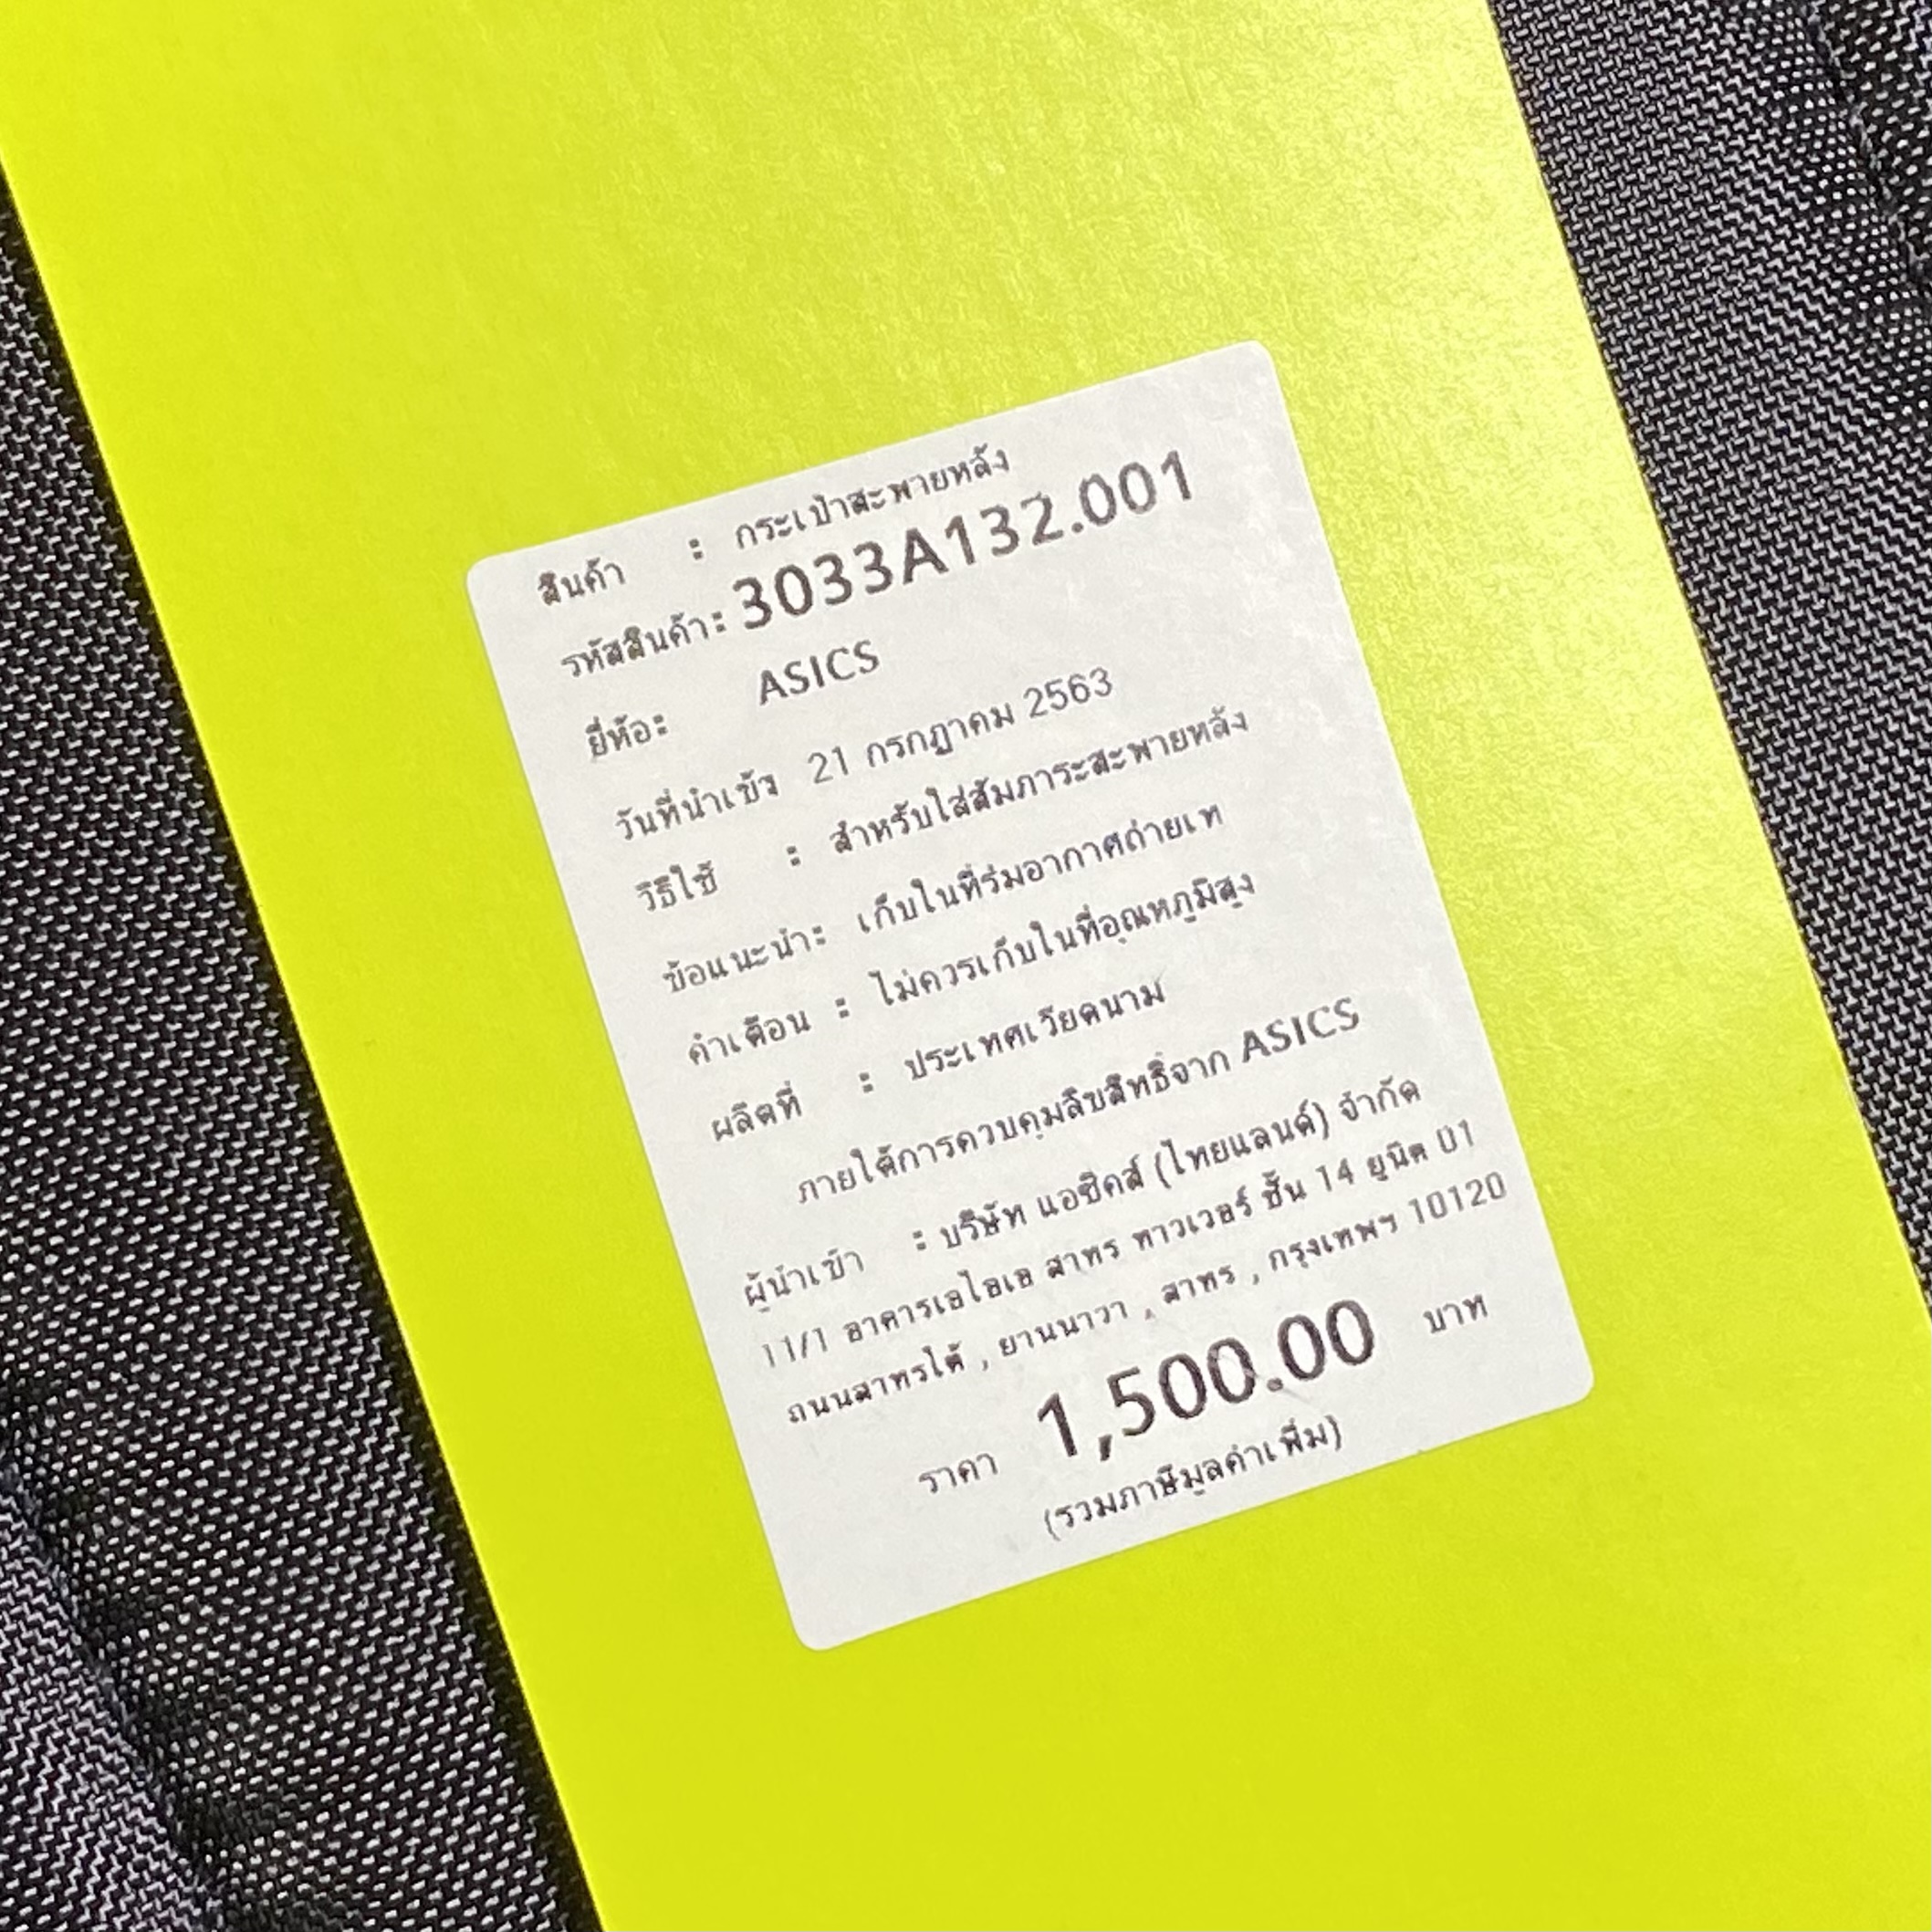 สินค้า : กระเป๋าสะพายหลัง
รหัสสินค้า: 3033A132.001
ยี่ห้อ: ASICS
วันที่นำเข้า 21 กรกฎาคม 2563
วิธีใช้ : สำหรับใส่สัมภาระสะพายหลัง
ข้อแนะนำ: เก็บในที่ร่มอากาศถ่ายเท
คำเตือน : ไม่ควรเก็บในที่อุณหภูมิสูง
ผลิตที่ : ประเทศเวียดนาม
ภายใต้การควบคุมลิขสิทธิ์จาก ASICS
ผู้นำเข้า : บริษัท แอซิคส์ (ไทยแลนด์) จำกัด
11/1 อาคารเอไอเอ สาทร ทาวเวอร์ ชั้น 14 ยูนิต 01
ถนนสาทรใต้ , ยานนาวา , สาทร , กรุงเทพฯ 10120
ราคา 1,500.00 บาท
(รวมภาษีมูลค่าเพิ่ม)